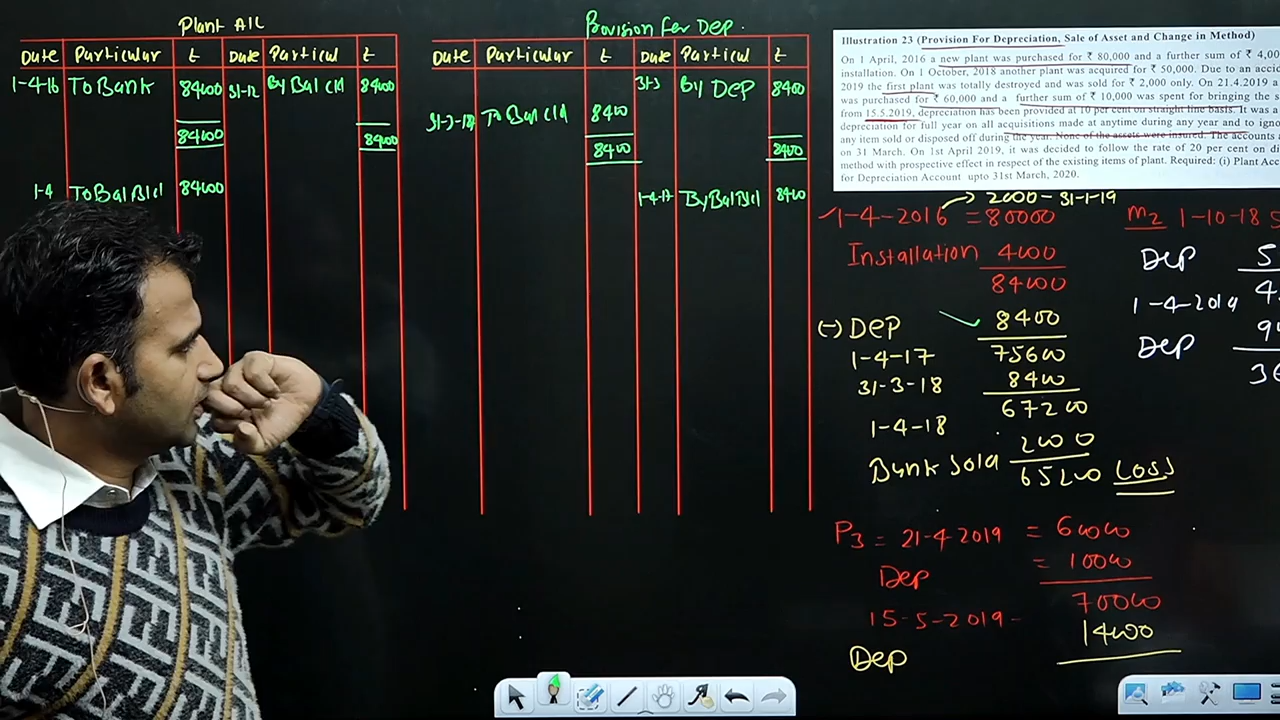 Plant A/c
Date Particular ₹ Date Particul ₹
1-4-16 To Bank 84000 31-12 By Bal c/d 84000
84000 84000
1-4 To Bal B/d 84000
Provision For Dep.
Date Particular ₹ Date Particul ₹
31-3 By Dep 8400
31-3-18 To Bal c/d 8400
8400 8400
1-4-17 By Bal B/d 8400
Illustration 23 (Provision For Depreciation, Sale of Asset and Change in Method)
On 1 April, 2016 a new plant was purchased for ₹ 80,000 and a further sum of ₹ 4,00
installation. On 1 October, 2018 another plant was acquired for ₹ 50,000. Due to an accid
2019 the first plant was totally destroyed and was sold for ₹ 2,000 only. On 21.4.2019 a
was purchased for ₹ 60,000 and a further sum of ₹ 10,000 was spent for bringing the s
from 15.5.2019, depreciation has been provided at 10 per cent on straight line basis. It was a
depreciation for full year on all acquisitions made at anytime during any year and to igno
any item sold or disposed off during the year. None of the assets were insured. The accounts
on 31 March. On 1st April 2019, it was decided to follow the rate of 20 per cent on di
method with prospective effect in respect of the existing items of plant. Required: (i) Plant Acc
for Depreciation Account upto 31st March, 2020.
2000 - 31-1-19
1-4-2016 = 80000
Installation 4000
84000
(-) Dep 8400
1-4-17 75600
31-3-18 8400
1-4-18 67200
Bank Sold 2000
65200 Loss
M2 1-10-18 5
Dep 5
1-4-2019 4
Dep 9
36
P3 = 21-4-2019 = 60000
= 10000
Dep
15-5-2019 - 70000
Dep 14000